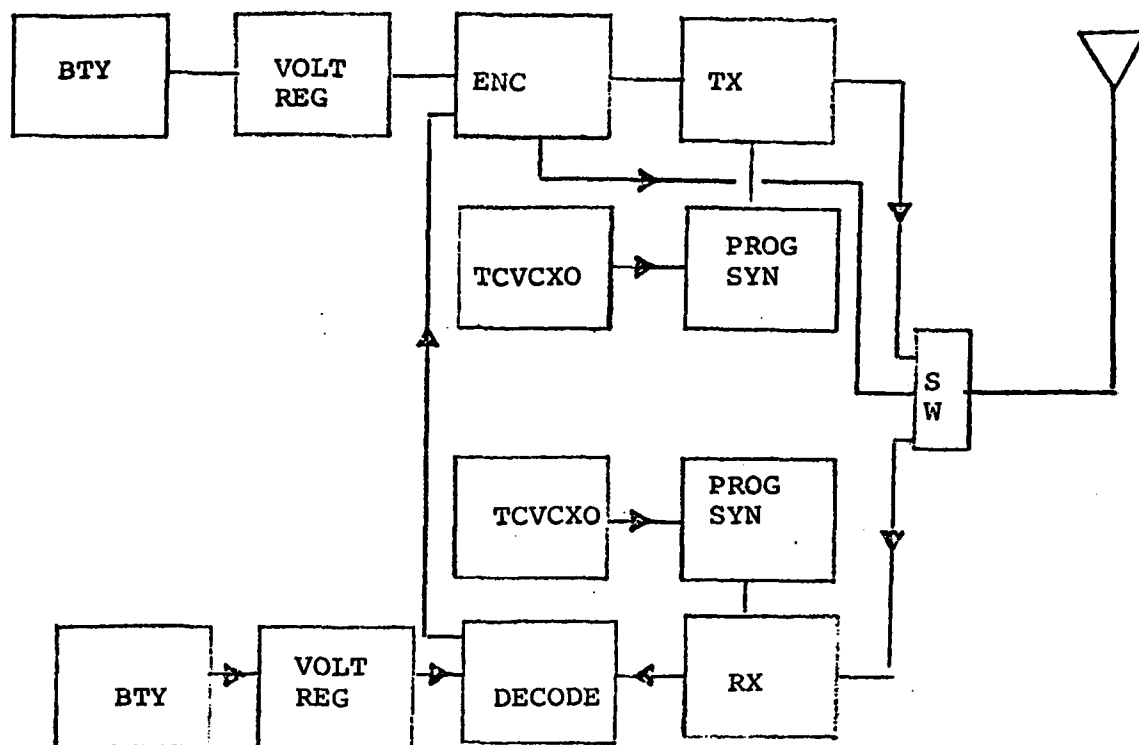 BTY
VOLT
REG
ENC
TX
TCVCXO
PROG
SYN
S
W
TCVCXO
PROG
SYN
BTY
VOLT
REG
DECODE
RX